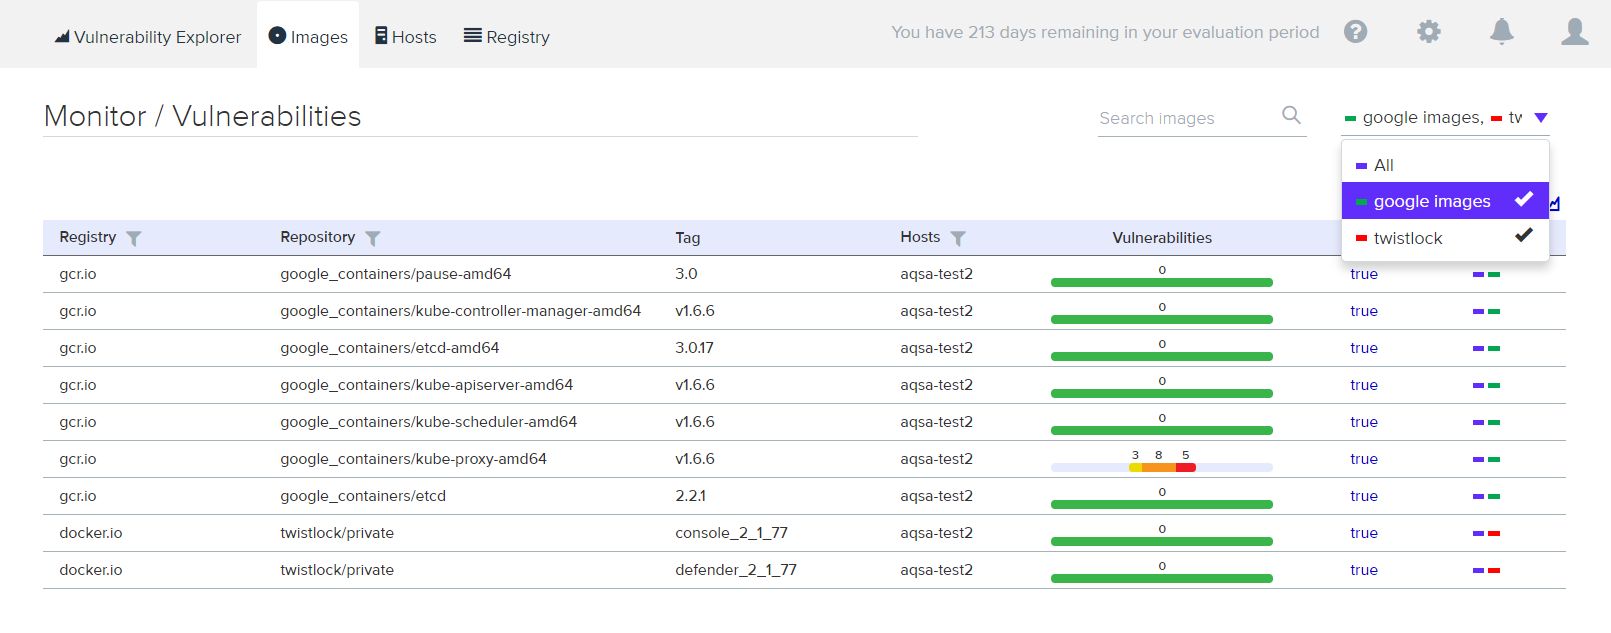 Vulnerability Explorer Images Hosts Registry You have 213 days remaining in your evaluation period ?
Monitor / Vulnerabilities Search images google images, tw
All
google images
twistlock
Registry Repository Tag Hosts Vulnerabilities
gcr.io google_containers/pause-amd64 3.0 aqsa-test2 0 true
gcr.io google_containers/kube-controller-manager-amd64 v1.6.6 aqsa-test2 0 true
gcr.io google_containers/etcd-amd64 3.0.17 aqsa-test2 0 true
gcr.io google_containers/kube-apiserver-amd64 v1.6.6 aqsa-test2 0 true
gcr.io google_containers/kube-scheduler-amd64 v1.6.6 aqsa-test2 0 true
gcr.io google_containers/kube-proxy-amd64 v1.6.6 aqsa-test2 3 8 5 true
gcr.io google_containers/etcd 2.2.1 aqsa-test2 0 true
docker.io twistlock/private console_2_1_77 aqsa-test2 0 true
docker.io twistlock/private defender_2_1_77 aqsa-test2 0 true